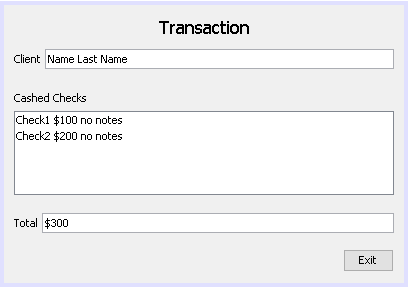 Transaction
Client Name Last Name
Cashed Checks
Check1 $100 no notes
Check2 $200 no notes
Total $300
Exit